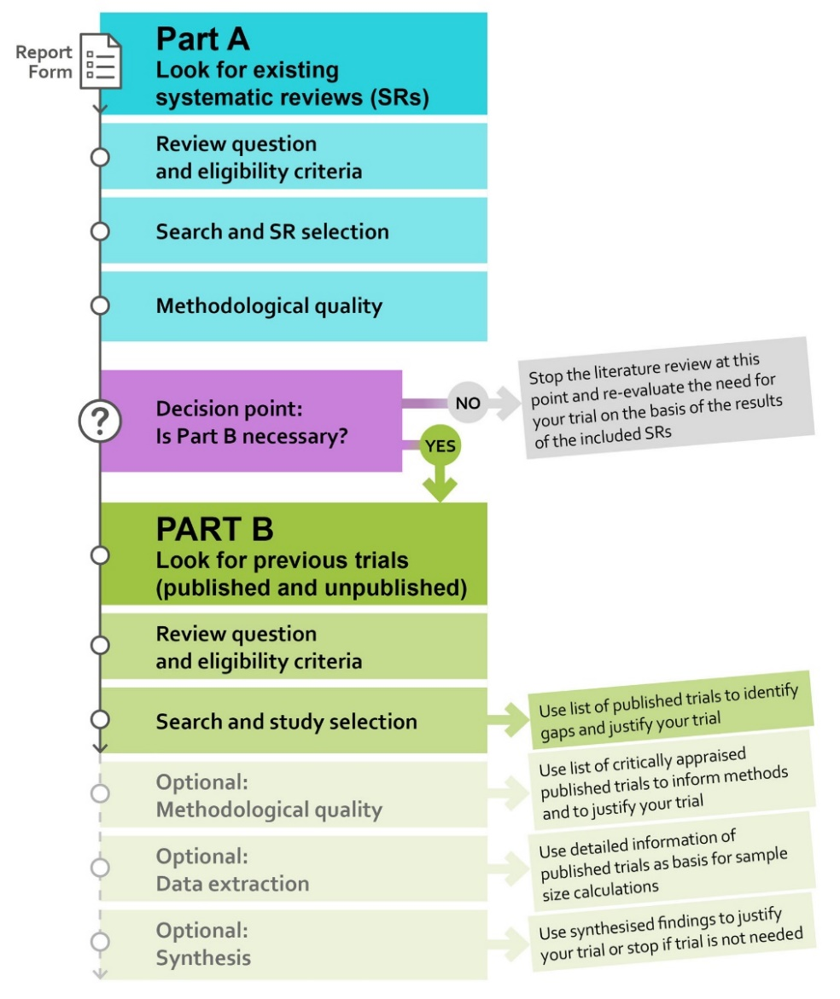 Report
Form
Part A
Look for existing
systematic reviews (SRs)
Review question
and eligibility criteria
Search and SR selection
Methodological quality
Decision point:
Is Part B necessary?
?
NO
Stop the literature review at this
point and re-evaluate the need for
your trial on the basis of the results
of the included SRs
YES
PART B
Look for previous trials
(published and unpublished)
Review question
and eligibility criteria
Search and study selection
Use list of published trials to identify
gaps and justify your trial
Optional:
Methodological quality
Use list of critically appraised
published trials to inform methods
and to justify your trial
Optional:
Data extraction
Use detailed information of
published trials as basis for sample
size calculations
Optional:
Synthesis
Use synthesised findings to justify
your trial or stop if trial is not needed